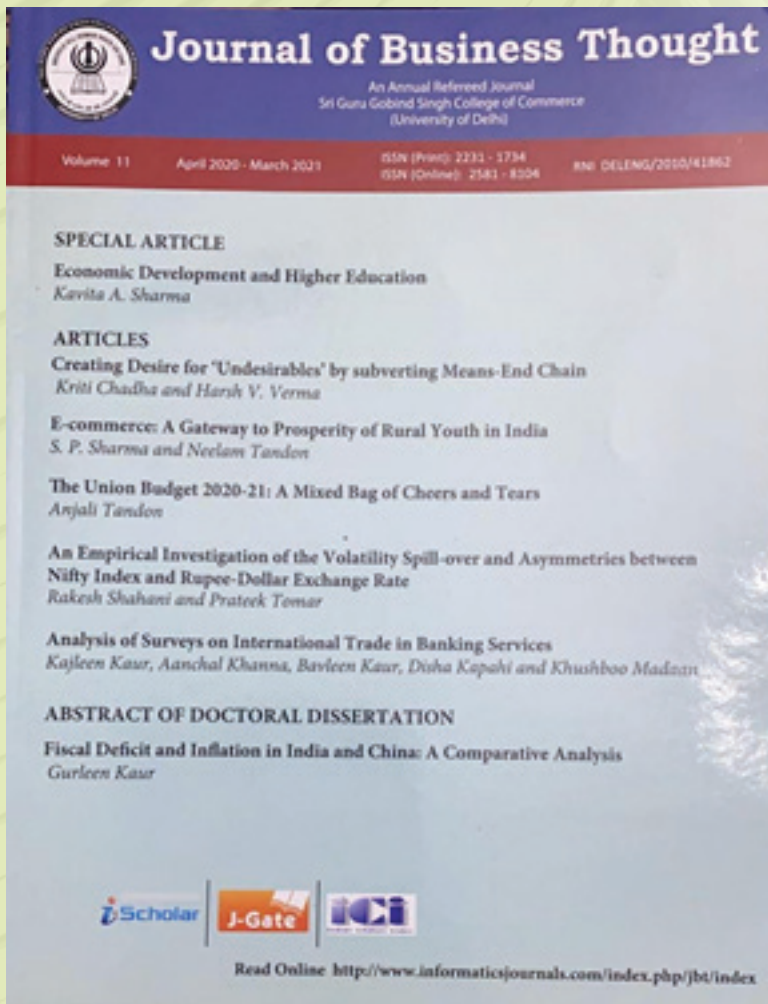 Journal of Business Thought
An Annual Refereed Journal
Sri Guru Gobind Singh College of Commerce
(University of Delhi)
Volume 11 April 2020 - March 2021 ISSN (Print): 2231 - 1734 RNI DELENG/2010/41862
ISSN (Online): 2581 - 8104
SPECIAL ARTICLE
Economic Development and Higher Education
Kavita A. Sharma
ARTICLES
Creating Desire for 'Undesirables' by subverting Means-End Chain
Kriti Chadha and Harsh V. Verma
E-commerce: A Gateway to Prosperity of Rural Youth in India
S. P. Sharma and Neelam Tandon
The Union Budget 2020-21: A Mixed Bag of Cheers and Tears
Anjali Tandon
An Empirical Investigation of the Volatility Spill-over and Asymmetries between
Nifty Index and Rupee-Dollar Exchange Rate
Rakesh Shahani and Prateek Tomar
Analysis of Surveys on International Trade in Banking Services
Kajleen Kaur, Aanchal Khanna, Bavleen Kaur, Disha Kapahi and Khushboo Madaan
ABSTRACT OF DOCTORAL DISSERTATION
Fiscal Deficit and Inflation in India and China: A Comparative Analysis
Gurleen Kaur
iScholar J-Gate ICI
Read Online http://www.informaticsjournals.com/index.php/jbt/index